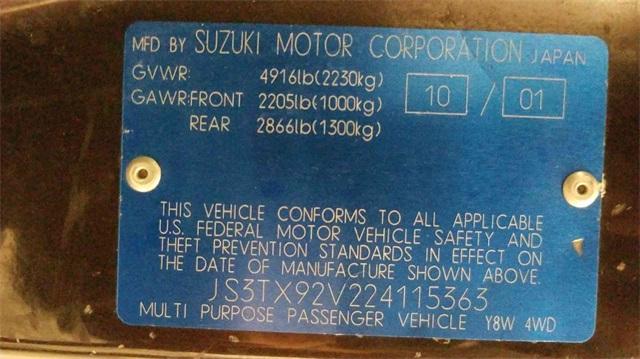 MFD BY SUZUKI MOTOR CORPORATION JAPAN
GVWR: 4916lb(2230kg)
GAWR:FRONT 2205lb(1000kg) 10 / 01
REAR 2866lb(1300kg)
THIS VEHICLE CONFORMS TO ALL APPLICABLE
U.S. FEDERAL MOTOR VEHICLE SAFETY AND
THEFT PREVENTION STANDARDS IN EFFECT ON
THE DATE OF MANUFACTURE SHOWN ABOVE.
JS3TX92V224115363
MULTI PURPOSE PASSENGER VEHICLE Y8W 4WD